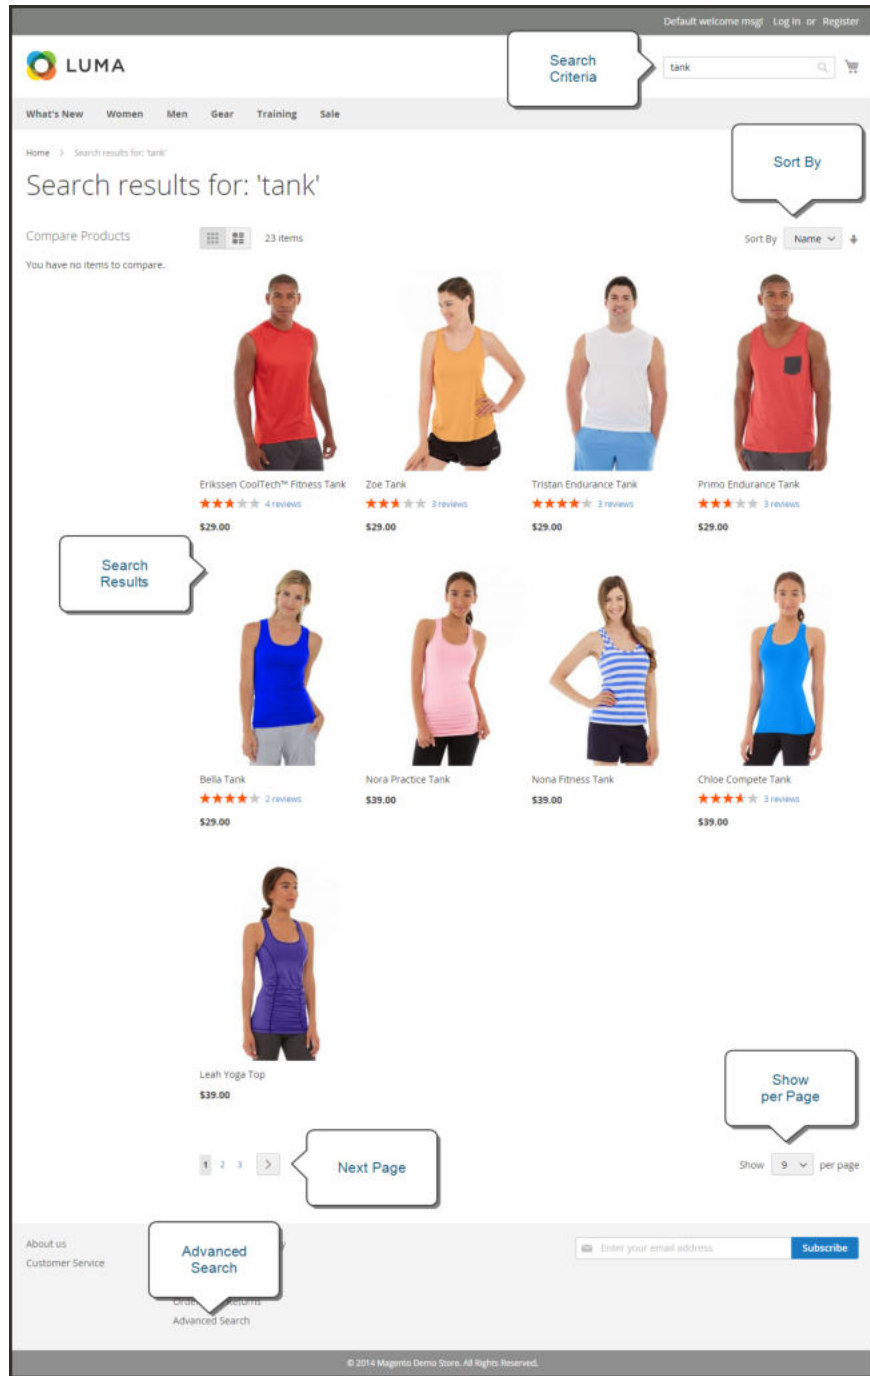 Default welcome msg! Log In or Register
LUMA
Search
Criteria
tank
What's New Women Men Gear Training Sale
Home > Search results for: 'tank'
Sort By
Search results for: 'tank'
Compare Products
23 items
Sort By Name
You have no items to compare.
Erikssen CoolTech™ Fitness Tank
4 reviews
$29.00
Zoe Tank
3 reviews
$29.00
Tristan Endurance Tank
3 reviews
$29.00
Primo Endurance Tank
3 reviews
$29.00
Search
Results
Bella Tank
2 reviews
$29.00
Nora Practice Tank
$39.00
Nona Fitness Tank
$39.00
Chloe Compete Tank
3 reviews
$39.00
Leah Yoga Top
$39.00
Show
per Page
1 2 3 >
Next Page
Show 9 per page
About us
Customer Service
Advanced
Search
Advanced Search
Enter your email address
Subscribe
© 2014 Magento Demo Store. All Rights Reserved.